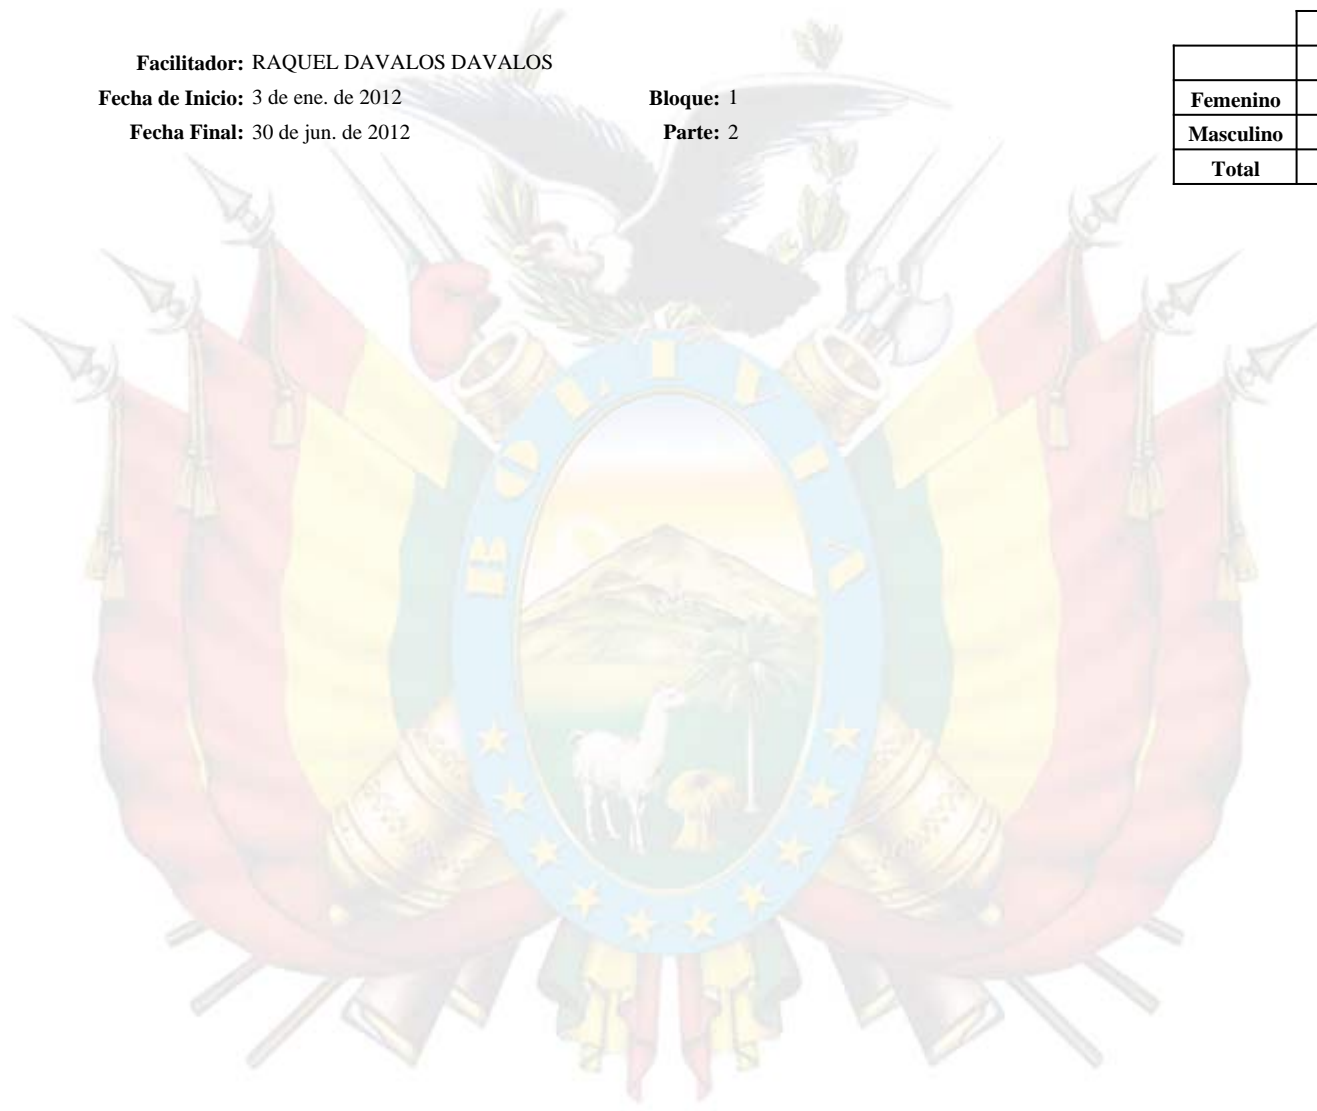 Facilitador: RAQUEL DAVALOS DAVALOS
Fecha de Inicio: 3 de ene. de 2012 Bloque: 1
Fecha Final: 30 de jun. de 2012 Parte: 2
Femenino
Masculino
Total
BOLIVIA